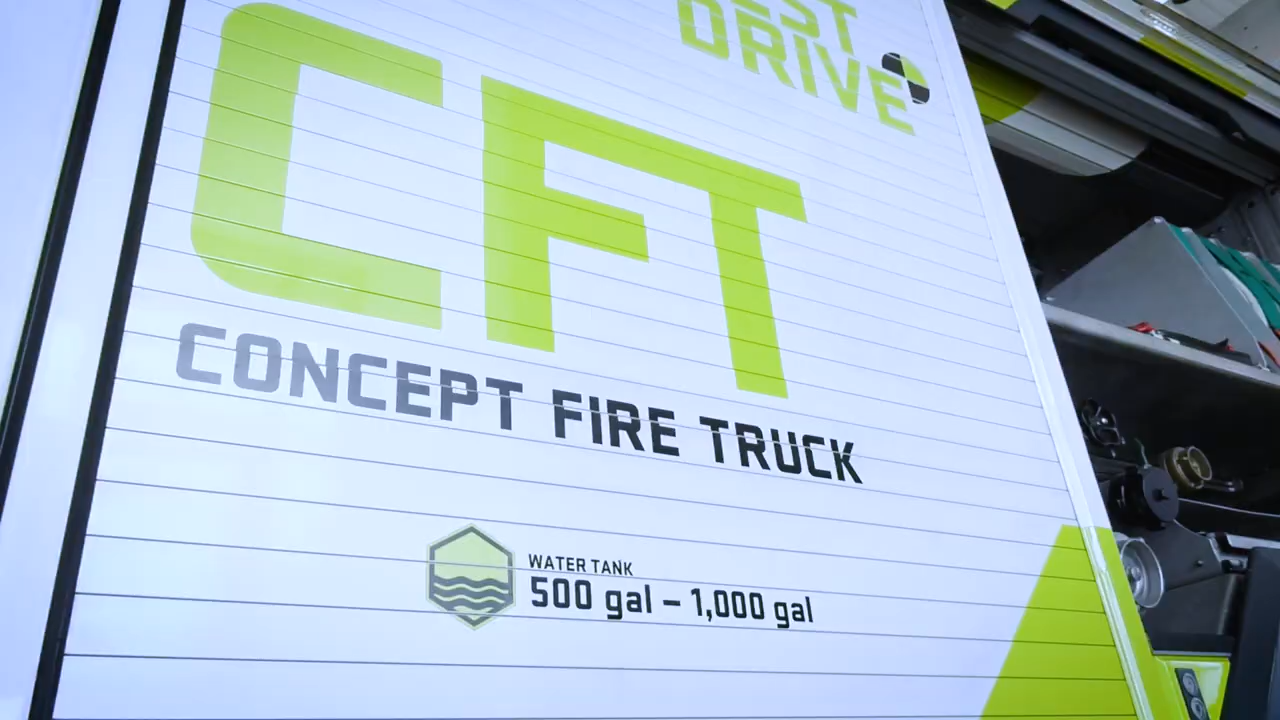 DRIVE
CFT
CONCEPT FIRE TRUCK
WATER TANK
500 gal – 1,000 gal